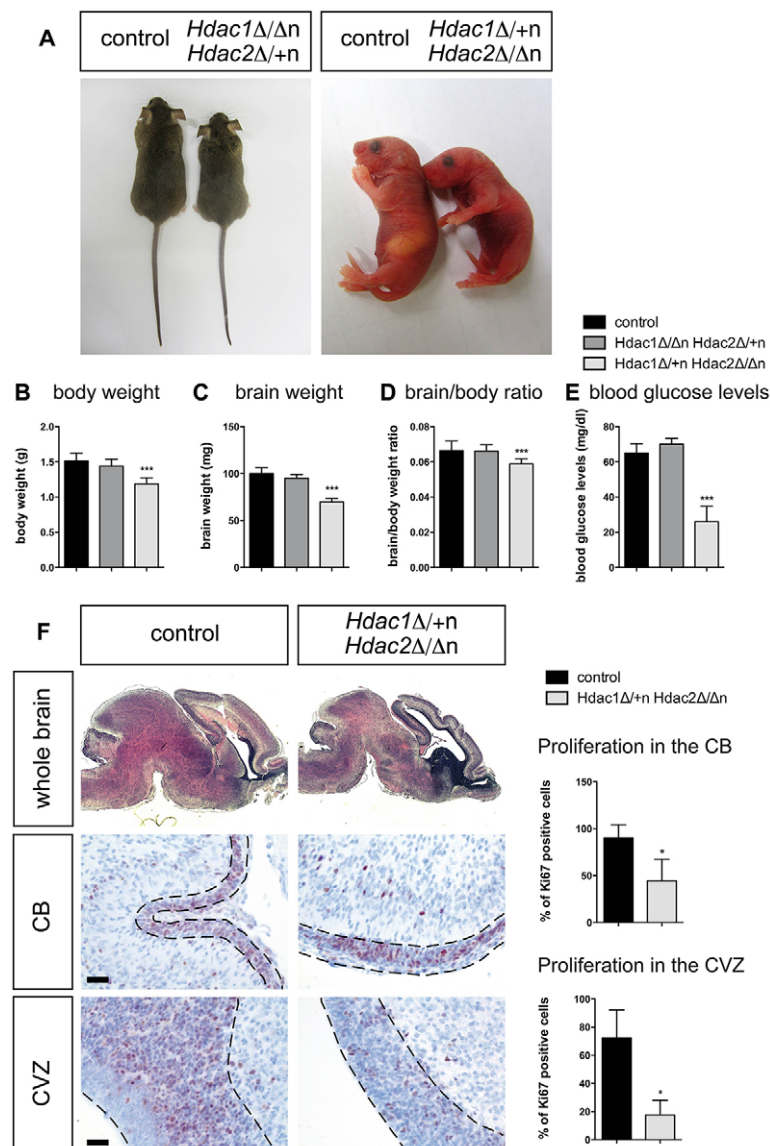 A
control
Hdac1Δ/Δn
Hdac2Δ/+n
control
Hdac1Δ/+n
Hdac2Δ/Δn
control
Hdac1Δ/Δn Hdac2Δ/+n
Hdac1Δ/+n Hdac2Δ/Δn
B body weight
body weight (g)
2.0
1.5
1.0
0.5
0.0
***
C brain weight
brain weight (mg)
150
100
50
0
***
D brain/body ratio
brain/body weight ratio
0.08
0.06
0.04
0.02
0.00
***
E blood glucose levels
blood glucose levels (mg/dl)
80
60
40
20
0
***
F
control
Hdac1Δ/+n
Hdac2Δ/Δn
whole brain
CB
CVZ
control
Hdac1Δ/+n Hdac2Δ/Δn
Proliferation in the CB
% of Ki67 positive cells
150
100
50
0
*
Proliferation in the CVZ
% of Ki67 positive cells
100
80
60
40
20
0
*